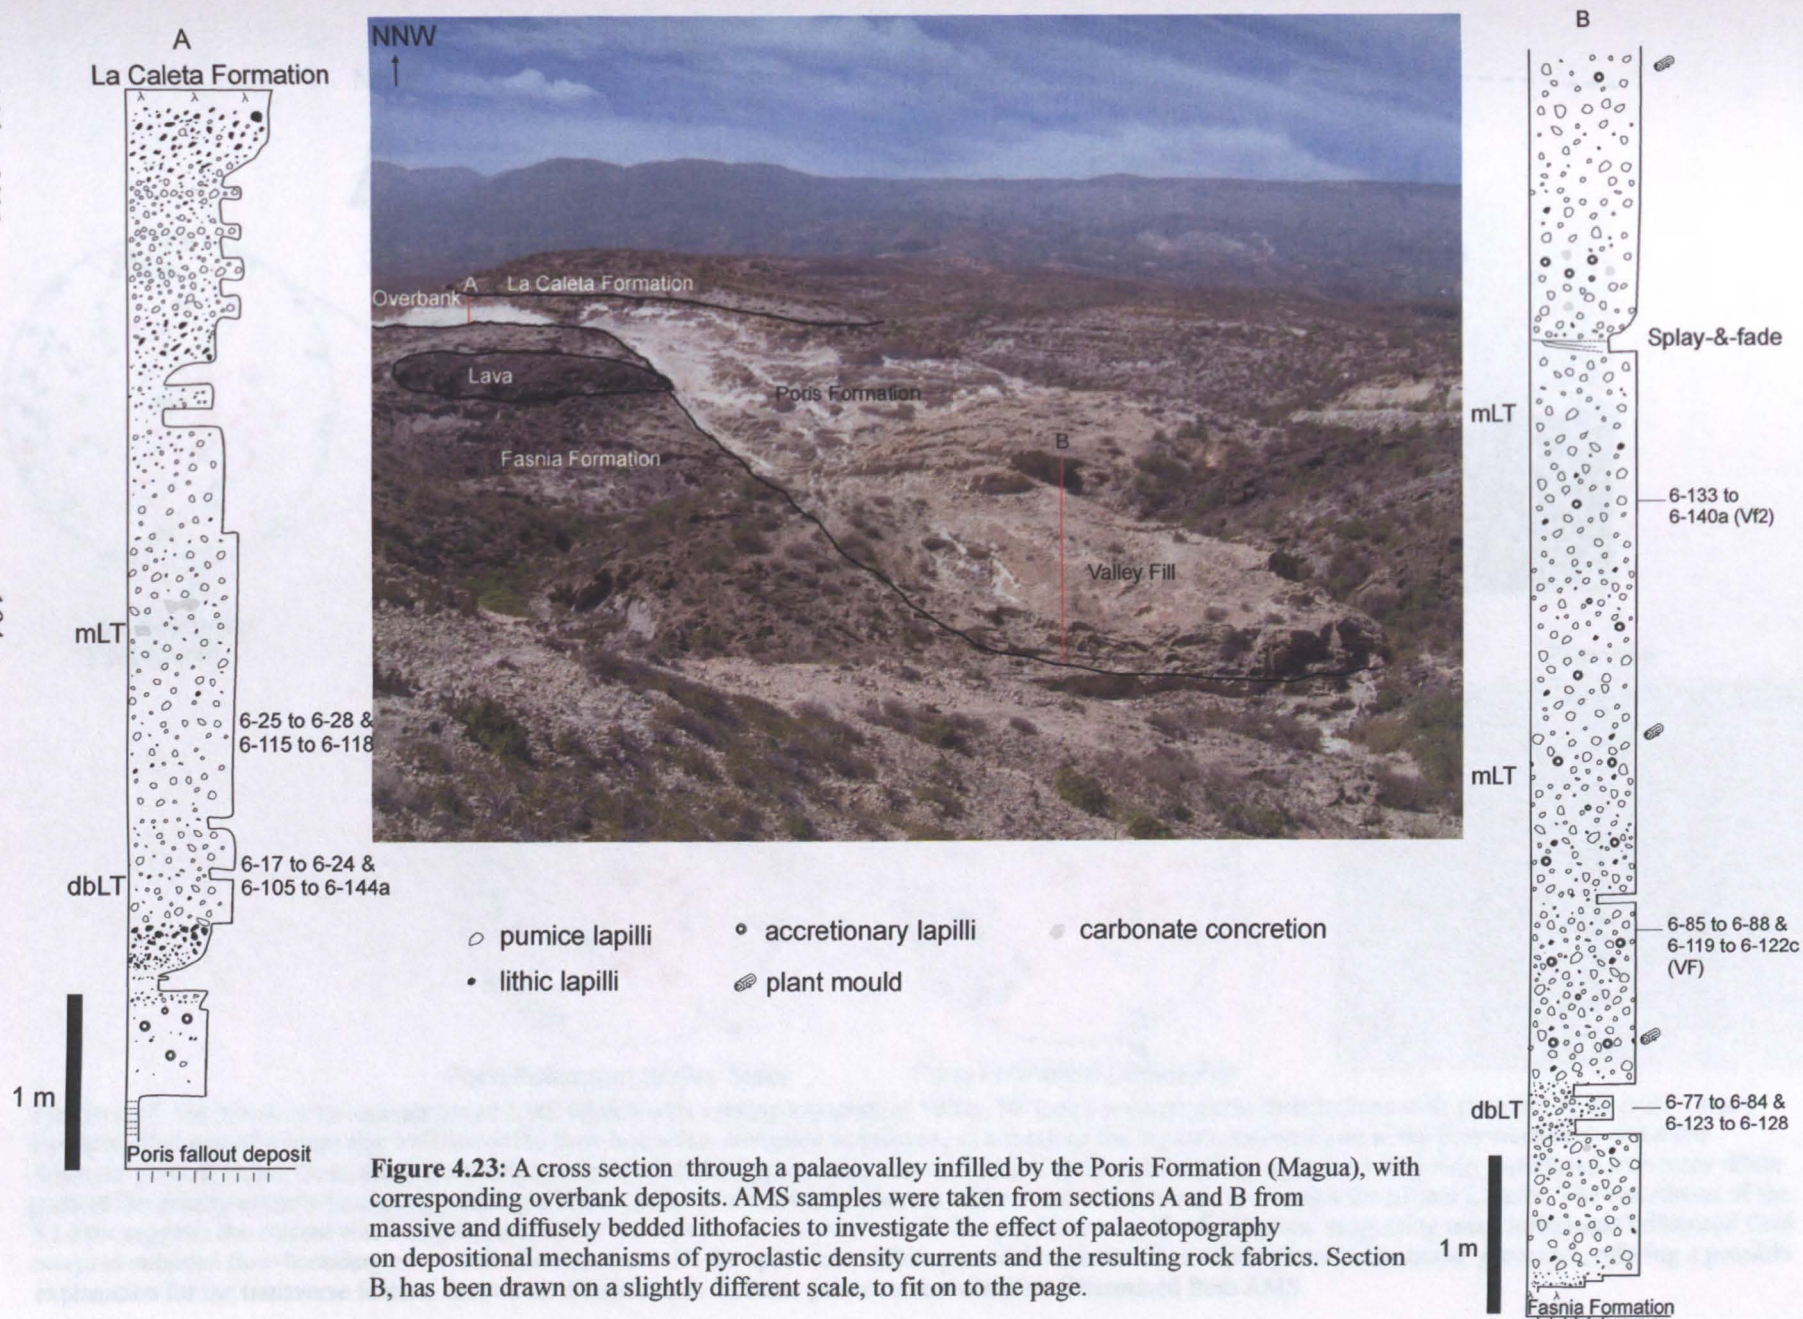 A
La Caleta Formation
mLT
6-25 to 6-28 &
6-115 to 6-118
6-17 to 6-24 &
6-105 to 6-144a
dbLT
1 m
Poris fallout deposit
NNW
Overbank
A
La Caleta Formation
Lava
Poris Formation
Fasnia Formation
B
Valley Fill
pumice lapilli
accretionary lapilli
carbonate concretion
lithic lapilli
plant mould
B
Splay-&-fade
mLT
6-133 to
6-140a (Vf2)
mLT
6-85 to 6-88 &
6-119 to 6-122c
(VF)
dbLT
6-77 to 6-84 &
6-123 to 6-128
1 m
Fasnia Formation
Figure 4.23: A cross section through a palaeovalley infilled by the Poris Formation (Magua), with
corresponding overbank deposits. AMS samples were taken from sections A and B from
massive and diffusely bedded lithofacies to investigate the effect of palaeotopography
on depositional mechanisms of pyroclastic density currents and the resulting rock fabrics. Section
B, has been drawn on a slightly different scale, to fit on to the page.